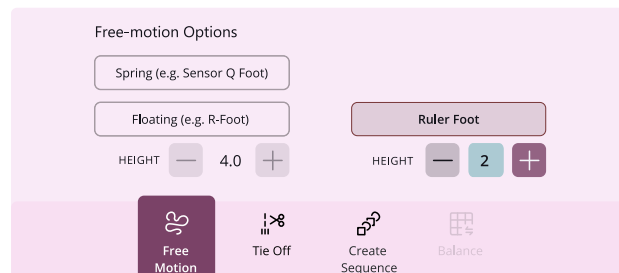 Free-motion Options
Spring (e.g. Sensor Q Foot)
Floating (e.g. R-Foot)
Ruler Foot
HEIGHT — 4.0 +
HEIGHT — 2 +
Free Motion
Tie Off
Create Sequence
Balance